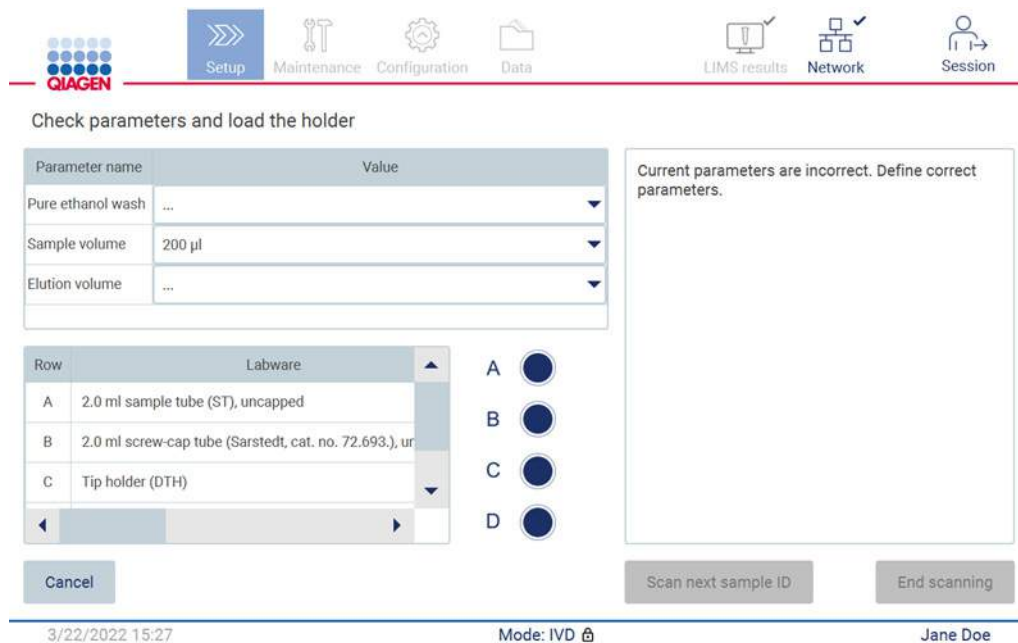 QIAGEN
Setup
Maintenance
Configuration
Data
LIMS results
Network
Session
Check parameters and load the holder
Parameter name Value
Pure ethanol wash ...
Sample volume 200 µl
Elution volume ...
Current parameters are incorrect. Define correct
parameters.
Row Labware
A 2.0 ml sample tube (ST), uncapped
B 2.0 ml screw-cap tube (Sarstedt, cat. no. 72.693.), ur
C Tip holder (DTH)
A
B
C
D
Cancel
Scan next sample ID
End scanning
3/22/2022 15:27
Mode: IVD
Jane Doe